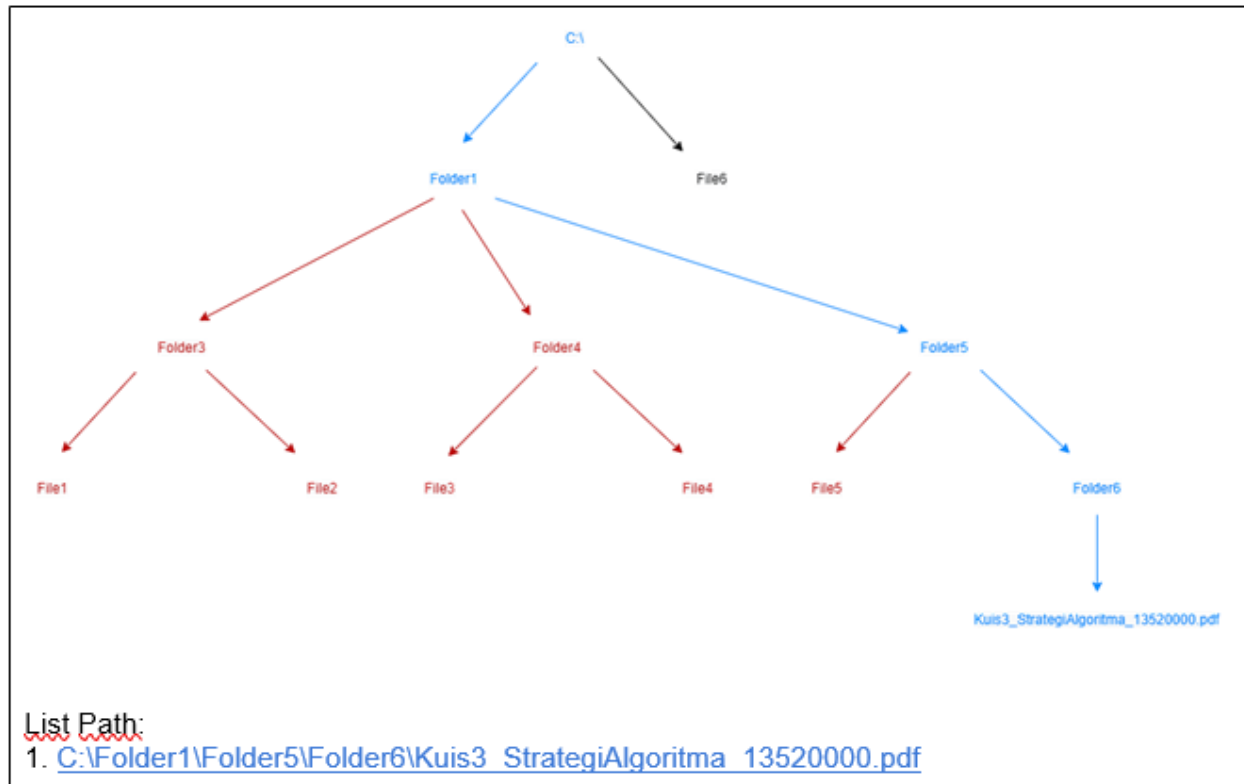 C:\
Folder1 File6
Folder3 Folder4 Folder5
File1 File2 File3 File4 File5 Folder6
Kuis3_StrategiAlgoritma_13520000.pdf
List Path:
1. C:\Folder1\Folder5\Folder6\Kuis3_StrategiAlgoritma_13520000.pdf